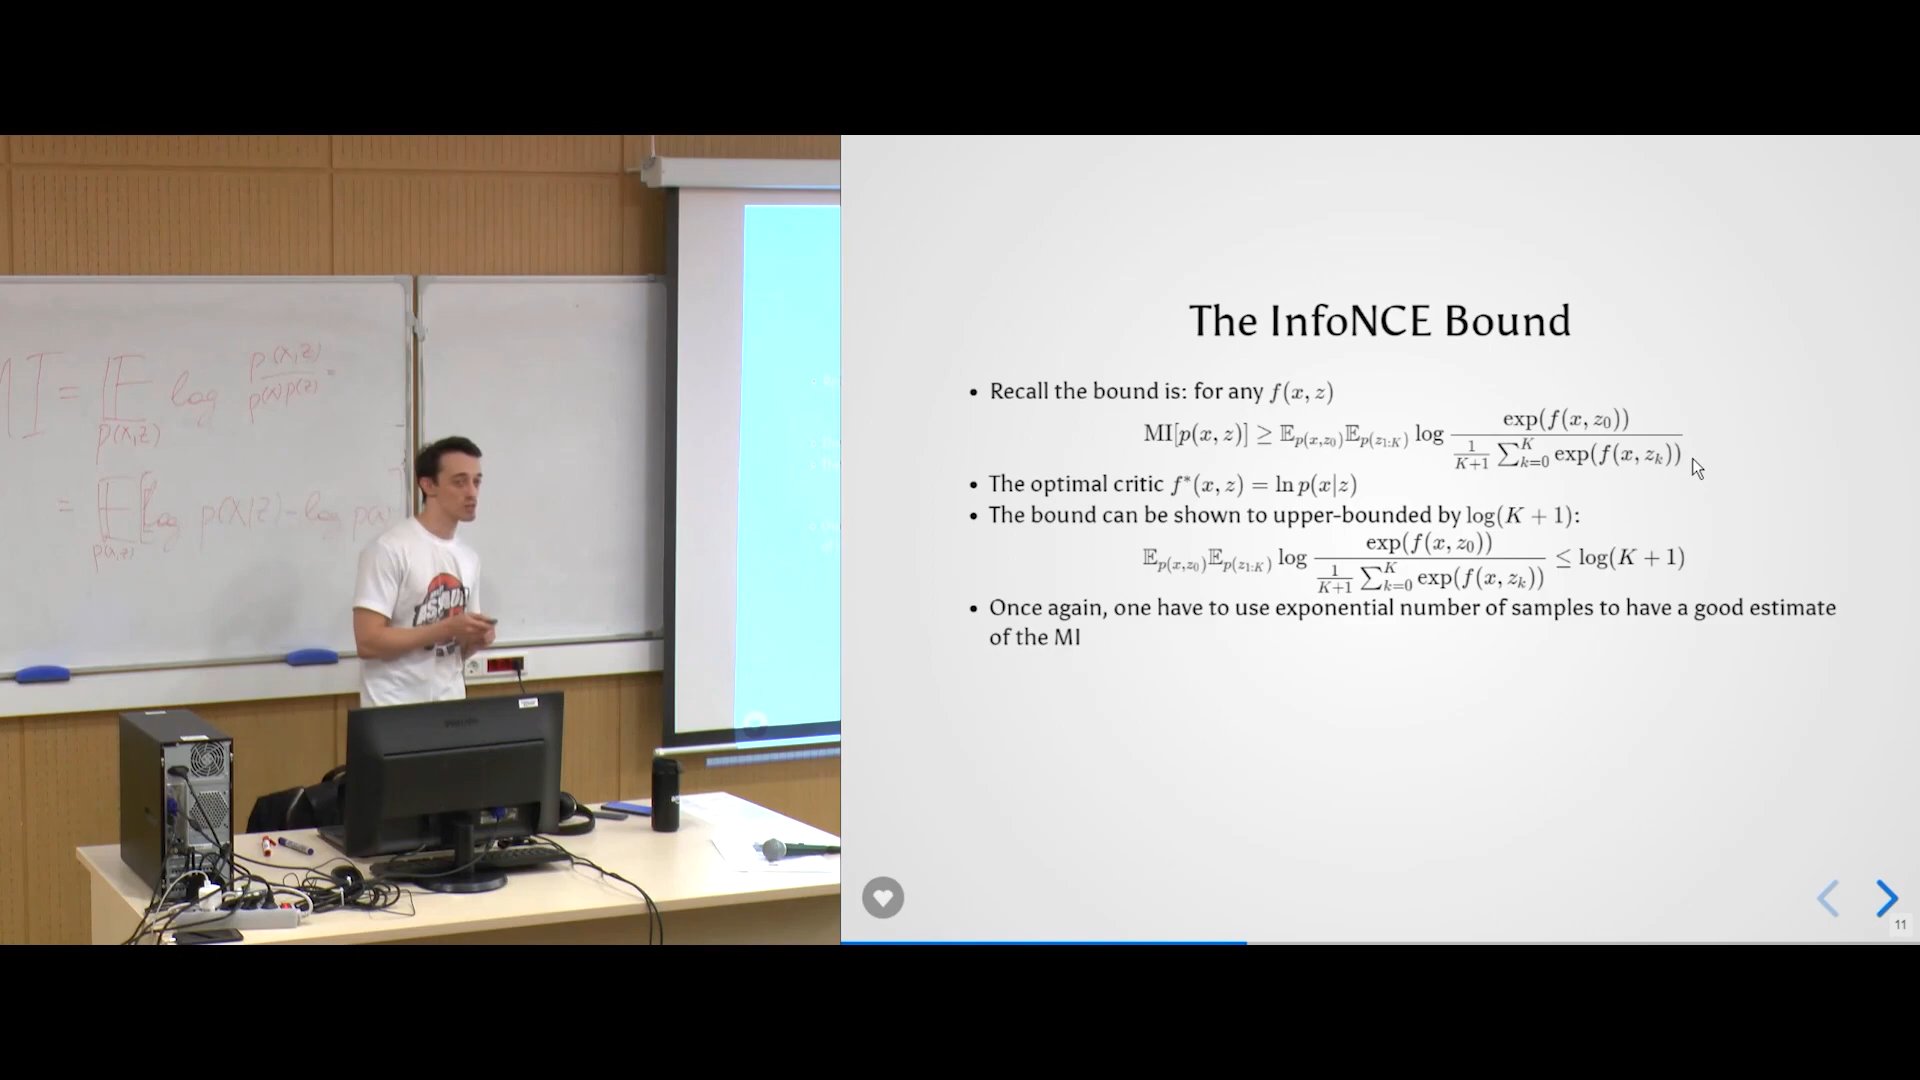 MI = E log p(x,z) / p(x)p(z) =
p(x,z)
= E [log p(x|z) - log p(x)
p(x,z)
PHILIPS
The InfoNCE Bound
• Recall the bound is: for any f(x, z)
MI[p(x, z)] ≥ 𝔼_{p(x,z_0)}𝔼_{p(z_{1:K})} log exp(f(x, z_0)) / (1/(K+1) ∑_{k=0}^{K} exp(f(x, z_k)))
• The optimal critic f*(x, z) = ln p(x|z)
• The bound can be shown to upper-bounded by log(K + 1):
𝔼_{p(x,z_0)}𝔼_{p(z_{1:K})} log exp(f(x, z_0)) / (1/(K+1) ∑_{k=0}^{K} exp(f(x, z_k))) ≤ log(K + 1)
• Once again, one have to use exponential number of samples to have a good estimate
of the MI
11